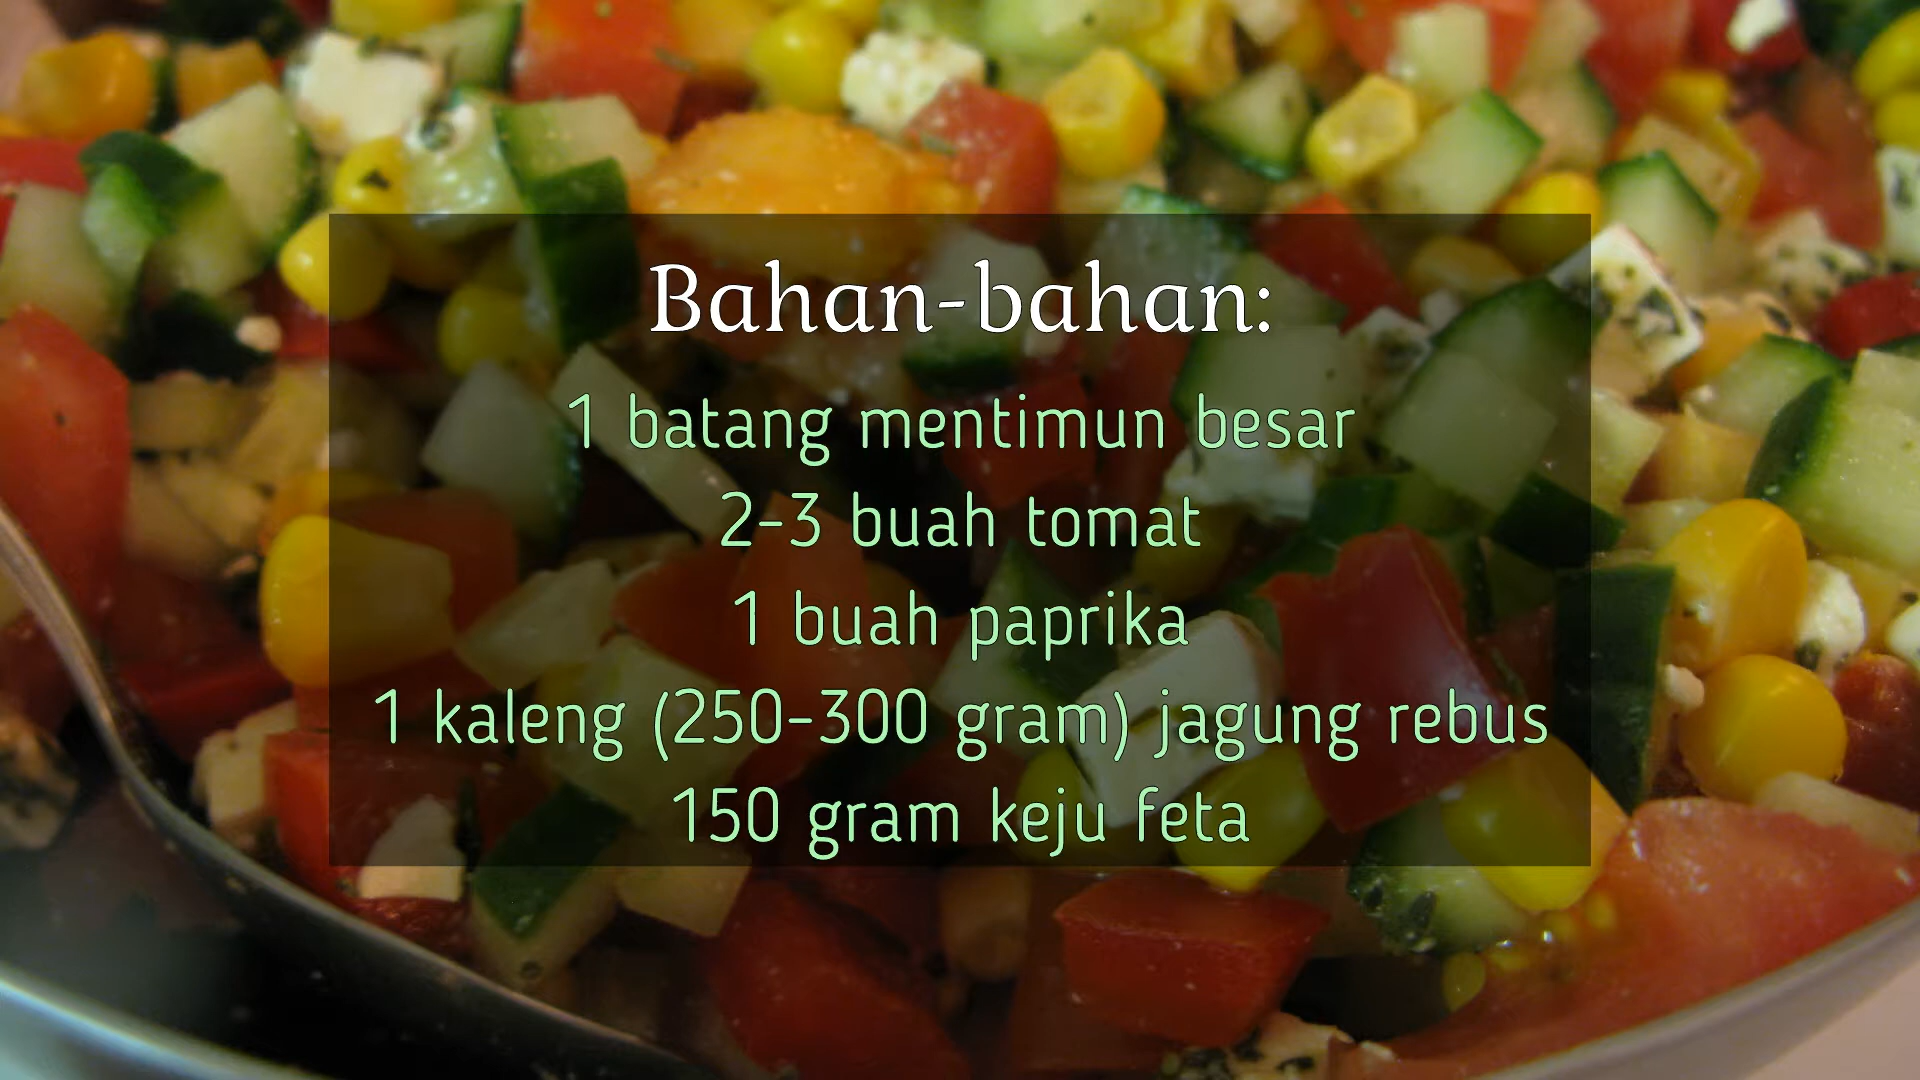 Bahan-bahan:
1 batang mentimun besar
2-3 buah tomat
1 buah paprika
1 kaleng (250-300 gram) jagung rebus
150 gram keju feta